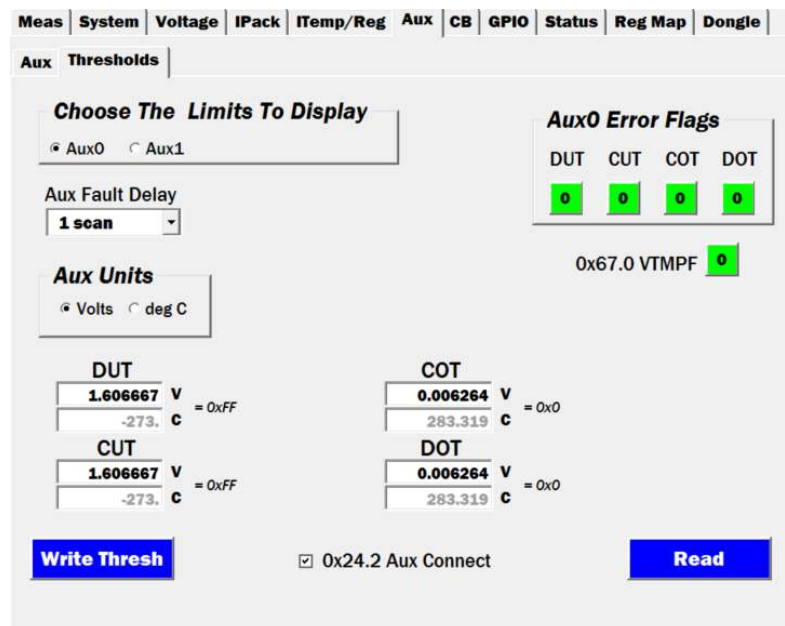 Meas System Voltage IPack ITemp/Reg Aux CB GPIO Status Reg Map Dongle
Aux Thresholds
Choose The Limits To Display
Aux0 Aux1
Aux0 Error Flags
DUT CUT COT DOT
0 0 0 0
Aux Fault Delay
1 scan
0x67.0 VTMPF 0
Aux Units
Volts deg C
DUT COT
1.606667 V = 0xFF 0.006264 V = 0x0
-273. C 283.319 C
CUT DOT
1.606667 V = 0xFF 0.006264 V = 0x0
-273. C 283.319 C
Write Thresh 0x24.2 Aux Connect Read